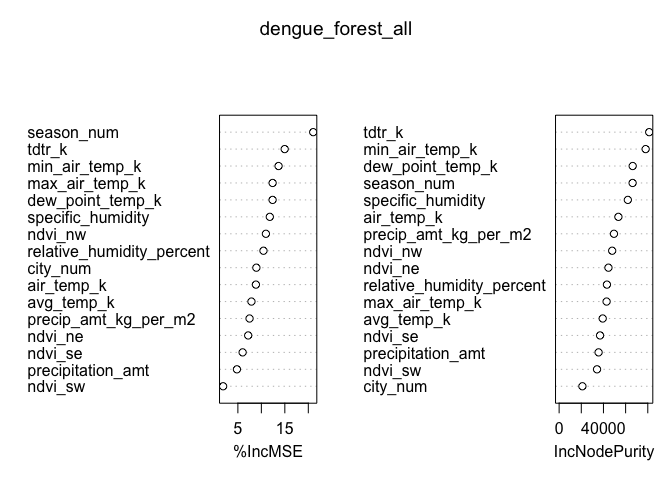 dengue_forest_all
season_num
tdtr_k
min_air_temp_k
max_air_temp_k
dew_point_temp_k
specific_humidity
ndvi_nw
relative_humidity_percent
city_num
air_temp_k
avg_temp_k
precip_amt_kg_per_m2
ndvi_ne
ndvi_se
precipitation_amt
ndvi_sw
5 15
%IncMSE
tdtr_k
min_air_temp_k
dew_point_temp_k
season_num
specific_humidity
air_temp_k
precip_amt_kg_per_m2
ndvi_nw
ndvi_ne
relative_humidity_percent
max_air_temp_k
avg_temp_k
ndvi_se
precipitation_amt
ndvi_sw
city_num
0 40000
IncNodePurity